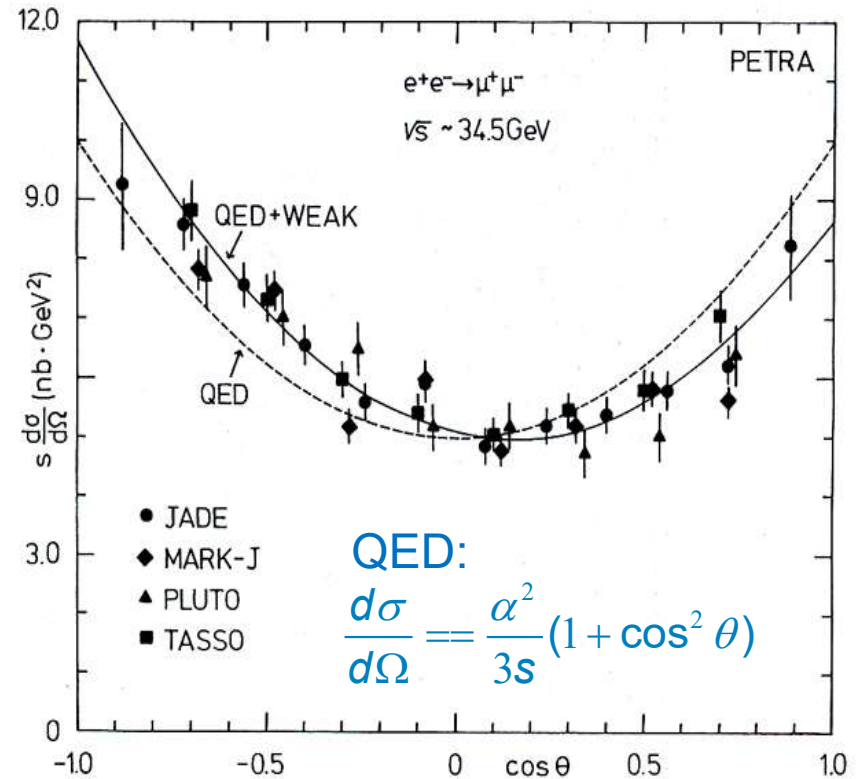 12.0
PETRA
e⁺e⁻→μ⁺μ⁻
√s ~ 34.5GeV
9.0
QED+WEAK
QED
s dσ/dΩ (nb·GeV²)
● JADE
◆ MARK-J
▲ PLUTO
■ TASSO
3.0
QED:
dσ/dΩ == α²/3s (1 + cos² θ)
0
-1.0 -0.5 0 cosθ 0.5 1.0